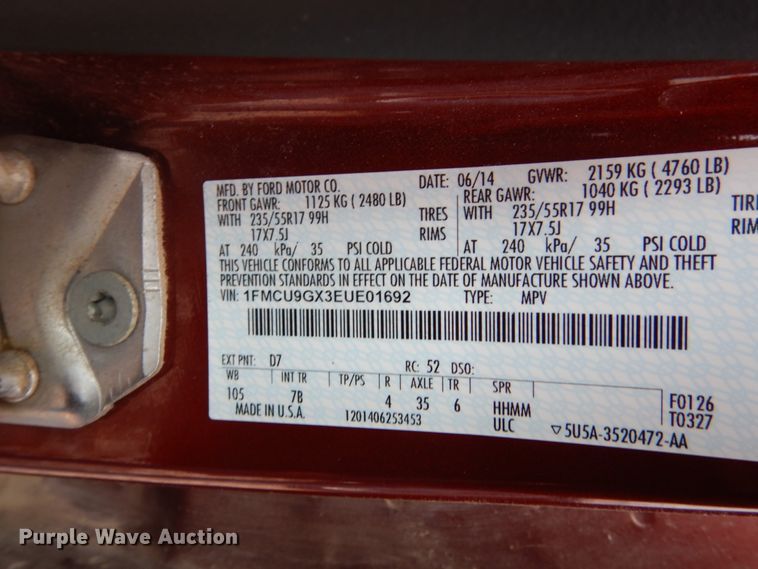 MFD. BY FORD MOTOR CO.
DATE: 06/14 GVWR: 2159 KG ( 4760 LB)
FRONT GAWR: 1125 KG ( 2480 LB)
REAR GAWR: 1040 KG ( 2293 LB)
WITH 235/55R17 99H TIRES
WITH 235/55R17 99H TIRES
17X7.5J RIMS
17X7.5J RIMS
AT 240 kPa/ 35 PSI COLD
AT 240 kPa/ 35 PSI COLD
THIS VEHICLE CONFORMS TO ALL APPLICABLE FEDERAL MOTOR VEHICLE SAFETY AND THEFT
PREVENTION STANDARDS IN EFFECT ON THE DATE OF MANUFACTURE SHOWN ABOVE.
VIN: 1FMCU9GX3EUE01692 TYPE: MPV
EXT PNT: D7 RC: 52 DSO:
WB INT TR TP/PS R AXLE TR SPR
105 7B 4 35 6 HHMM F0126
MADE IN U.S.A. 1201406253453 ULC T0327
▽5U5A-3520472-AA
Purple Wave Auction